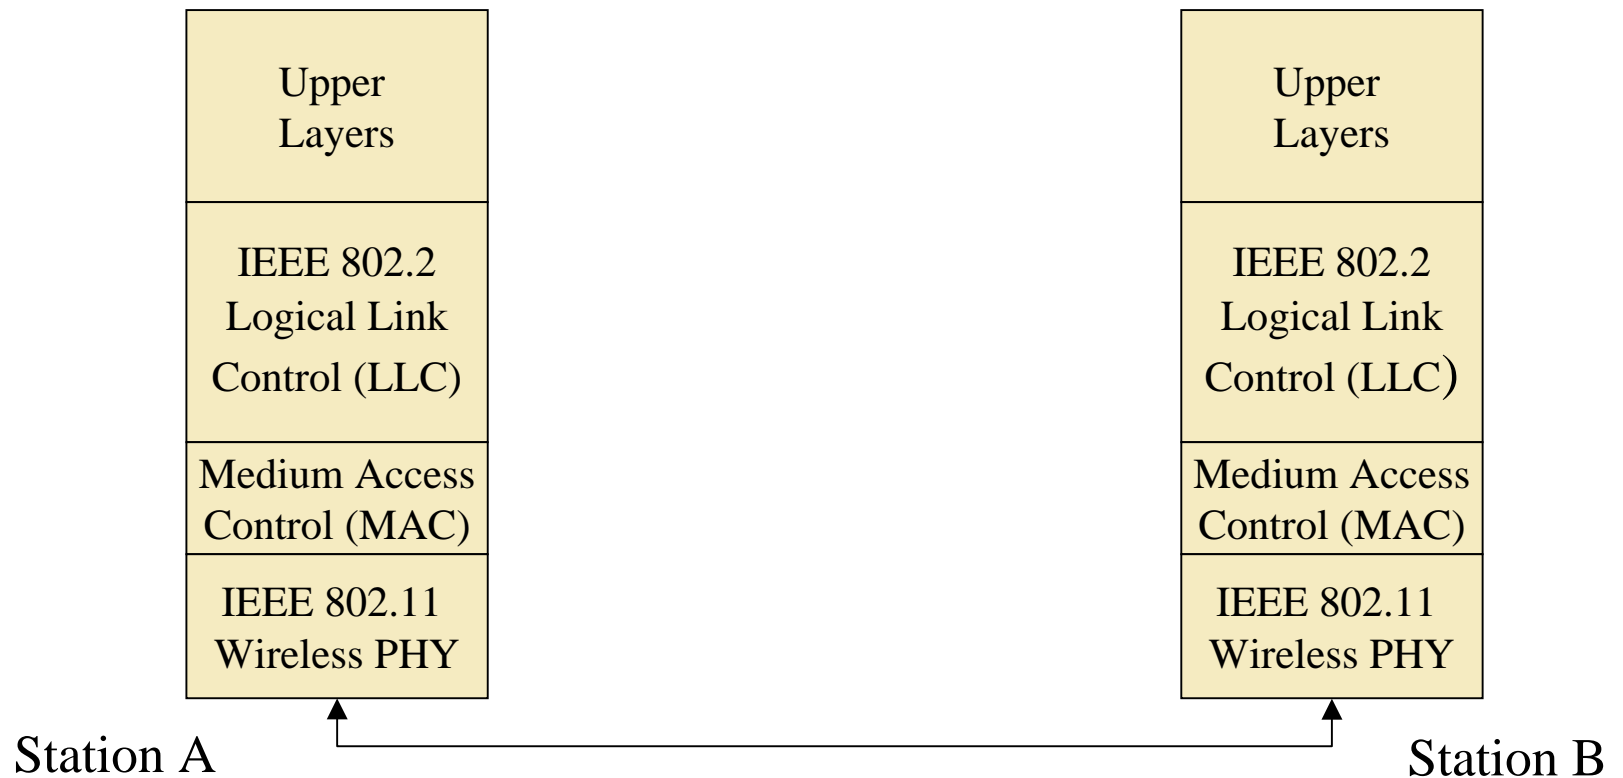 Upper
Layers
IEEE 802.2
Logical Link
Control (LLC)
Medium Access
Control (MAC)
IEEE 802.11
Wireless PHY
Station A
Upper
Layers
IEEE 802.2
Logical Link
Control (LLC)
Medium Access
Control (MAC)
IEEE 802.11
Wireless PHY
Station B